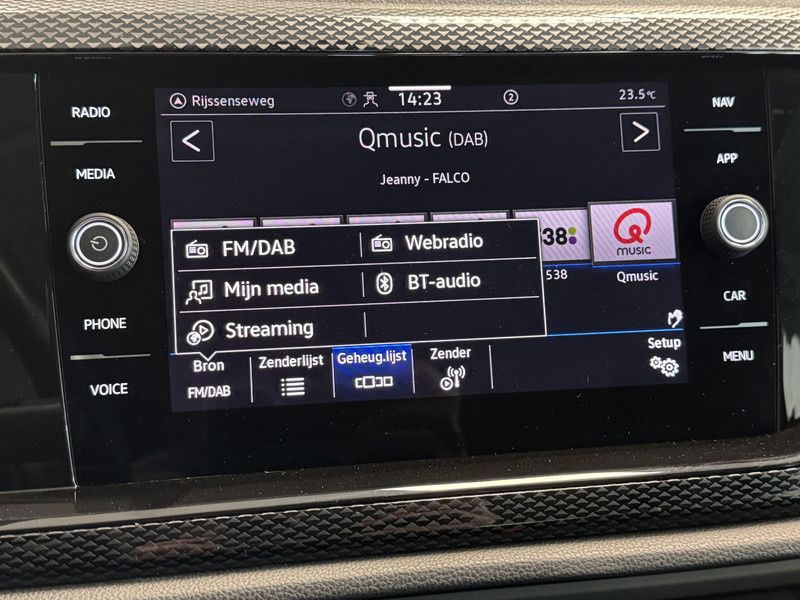 RADIO
MEDIA
PHONE
VOICE
Rijssenseweg
14:23
2
23.5°C
Qmusic (DAB)
Jeanny - FALCO
FM/DAB
Webradio
Mijn media
BT-audio
Streaming
38
538
Q
MUSIC
Qmusic
Bron
FM/DAB
Zenderlijst
Geheug.lijst
Zender
Setup
NAV
APP
CAR
MENU